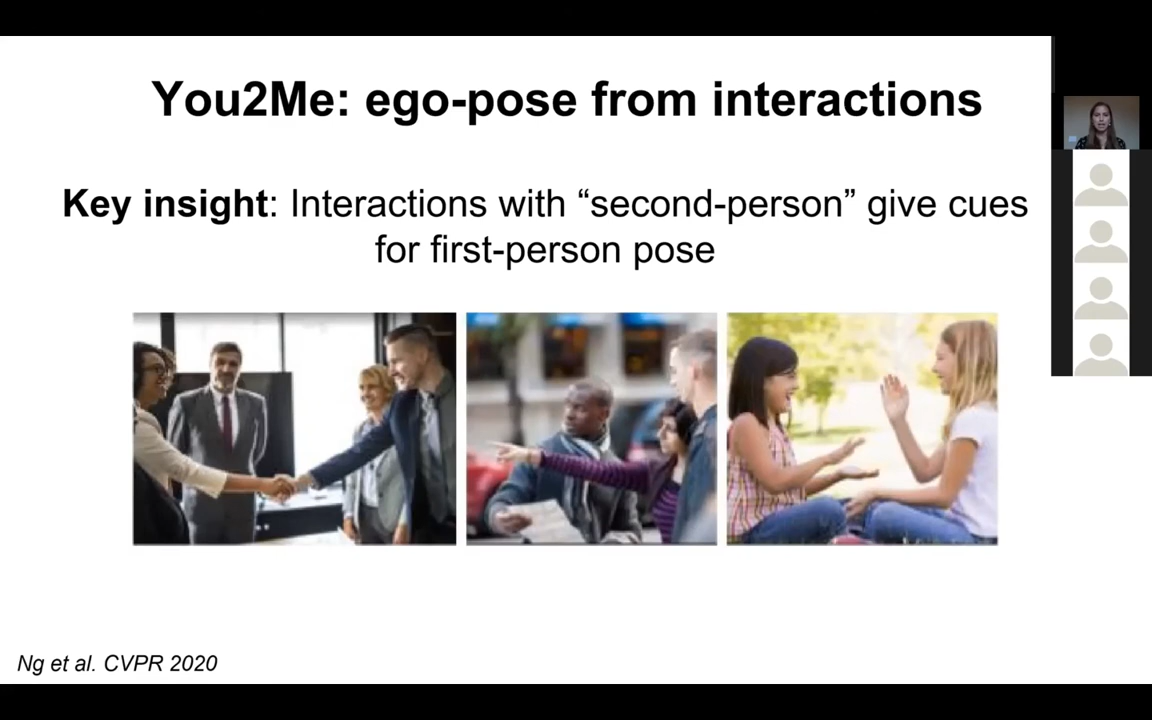 You2Me: ego-pose from interactions
Key insight: Interactions with “second-person” give cues
for first-person pose
Ng et al. CVPR 2020